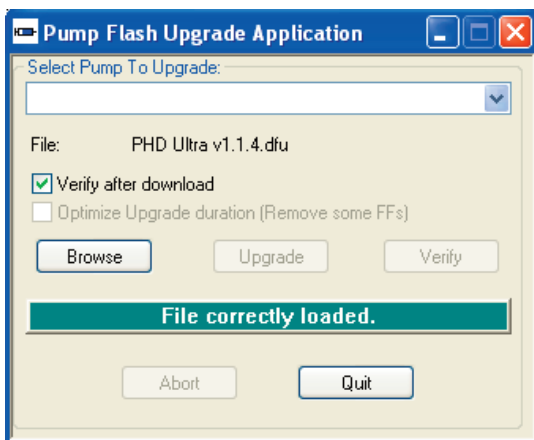 Pump Flash Upgrade Application
Select Pump To Upgrade:
File: PHD Ultra v1.1.4.dfu
Verify after download
Optimize Upgrade duration (Remove some FFs)
Browse Upgrade Verify
File correctly loaded.
Abort Quit